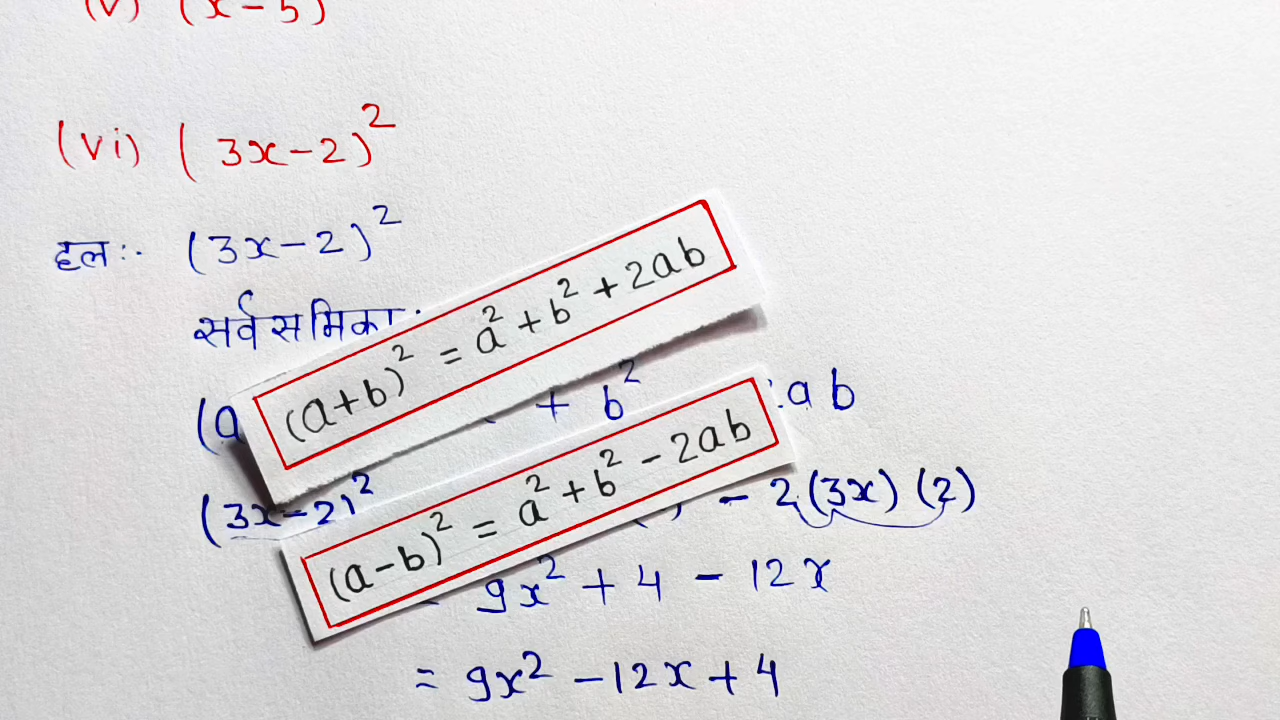 (v) (x-5)
(vi) (3x-2)²
हल:- (3x-2)²
सर्वसमिका:
(a+b)² = a²+b²+2ab
(a + b² ab
(a-b)² = a²+b²-2ab
(3x-2)² - 2(3x)(2)
= 9x² + 4 - 12x
= 9x² -12x+4